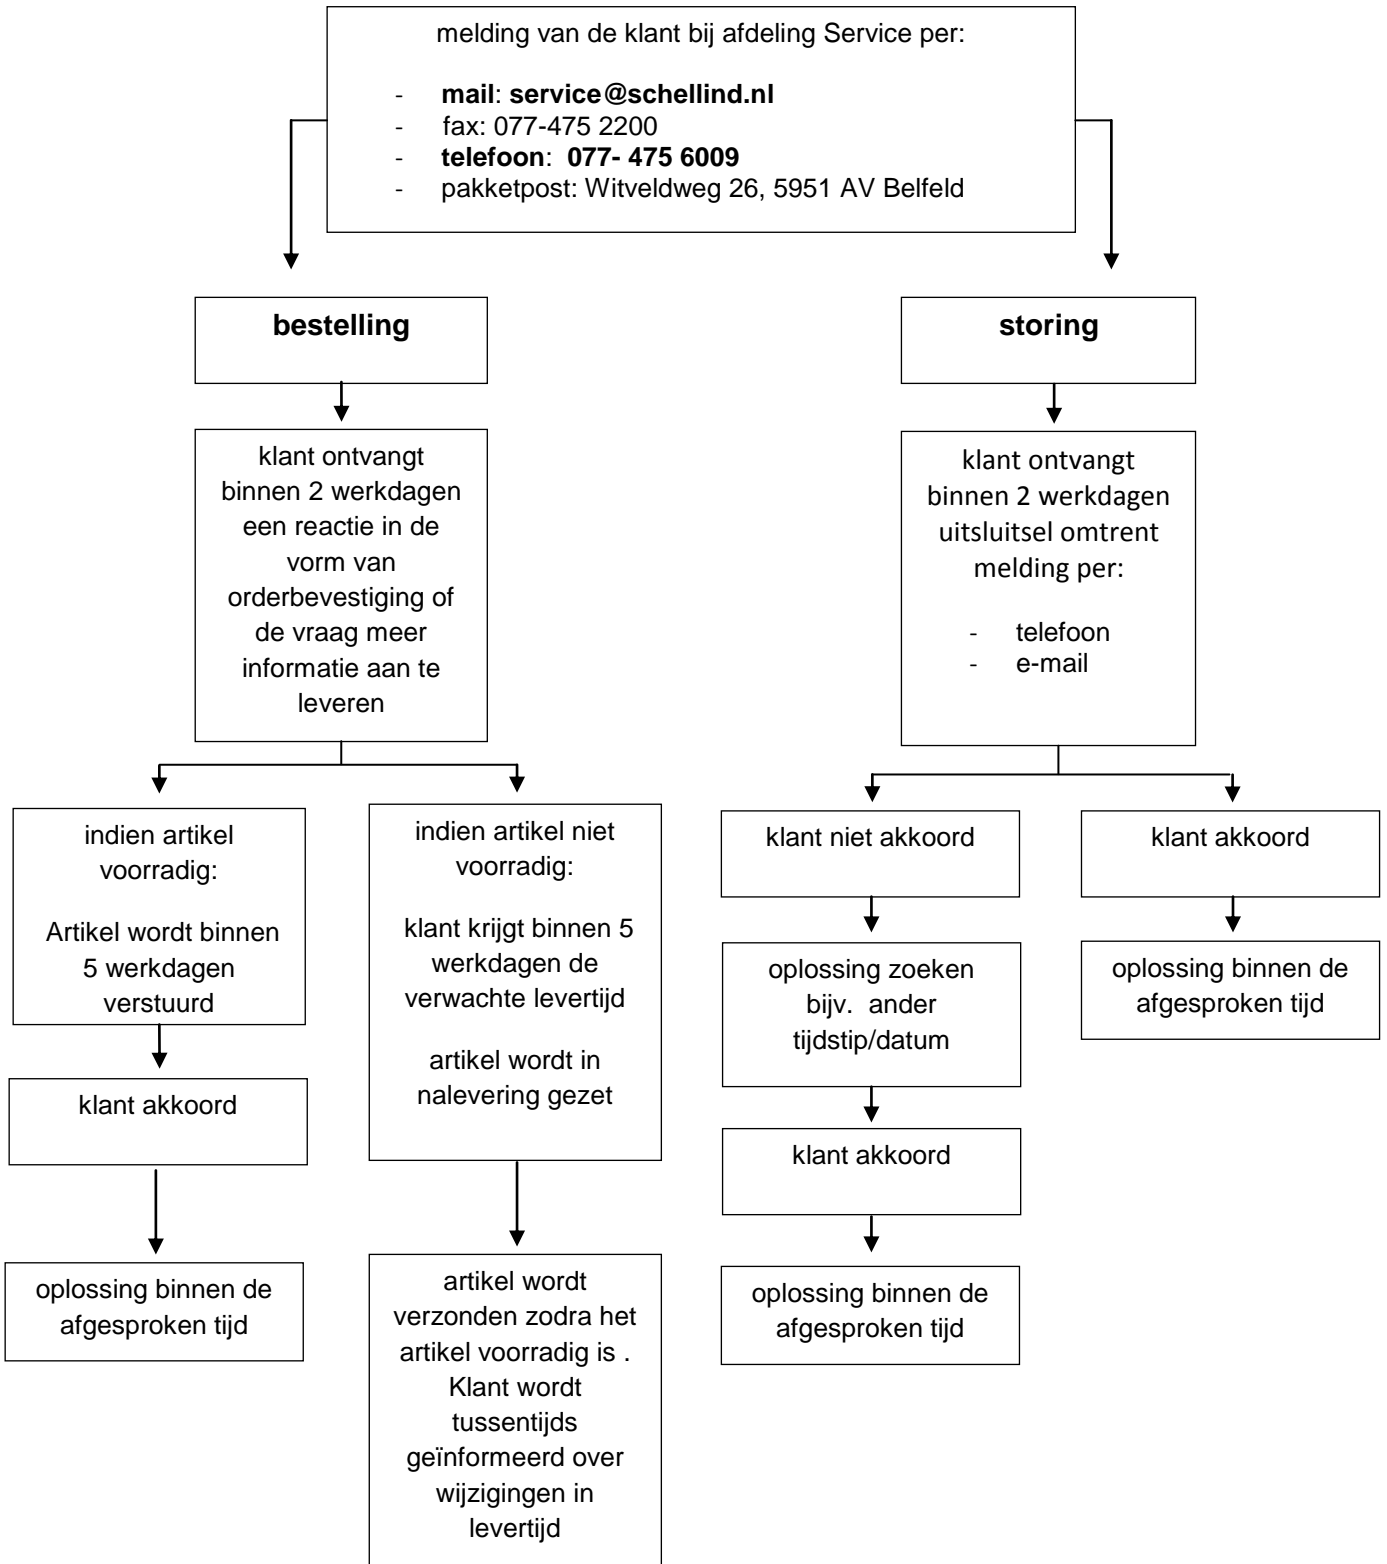 melding van de klant bij afdeling Service per:
- mail: service@schellind.nl
- fax: 077-475 2200
- telefoon: 077- 475 6009
- pakketpost: Witveldweg 26, 5951 AV Belfeld
bestelling
klant ontvangt
binnen 2 werkdagen
een reactie in de
vorm van
orderbevestiging of
de vraag meer
informatie aan te
leveren
indien artikel
voorradig:
Artikel wordt binnen
5 werkdagen
verstuurd
klant akkoord
oplossing binnen de
afgesproken tijd
indien artikel niet
voorradig:
klant krijgt binnen 5
werkdagen de
verwachte levertijd
artikel wordt in
nalevering gezet
artikel wordt
verzonden zodra het
artikel voorradig is .
Klant wordt
tussentijds
geïnformeerd over
wijzigingen in
levertijd
storing
klant ontvangt
binnen 2 werkdagen
uitsluitsel omtrent
melding per:
- telefoon
- e-mail
klant niet akkoord
oplossing zoeken
bijv. ander
tijdstip/datum
klant akkoord
oplossing binnen de
afgesproken tijd
klant akkoord
oplossing binnen de
afgesproken tijd